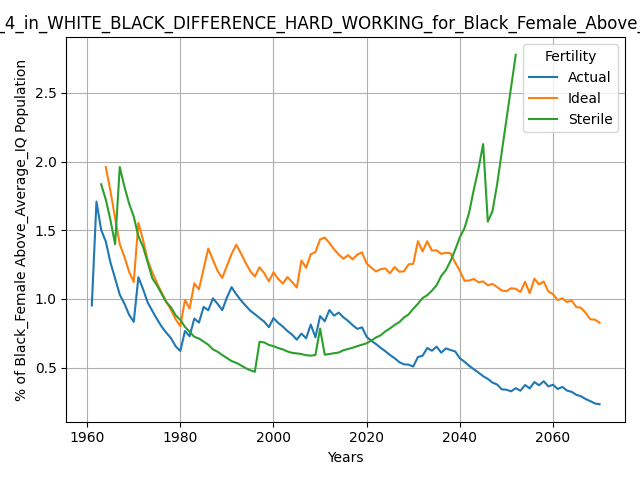 _4_in_WHITE_BLACK_DIFFERENCE_HARD_WORKING_for_Black_Female_Above_
% of Black_Female Above_Average_IQ Population
2.5
2.0
1.5
1.0
0.5
Fertility
Actual
Ideal
Sterile
1960 1980 2000 2020 2040 2060
Years